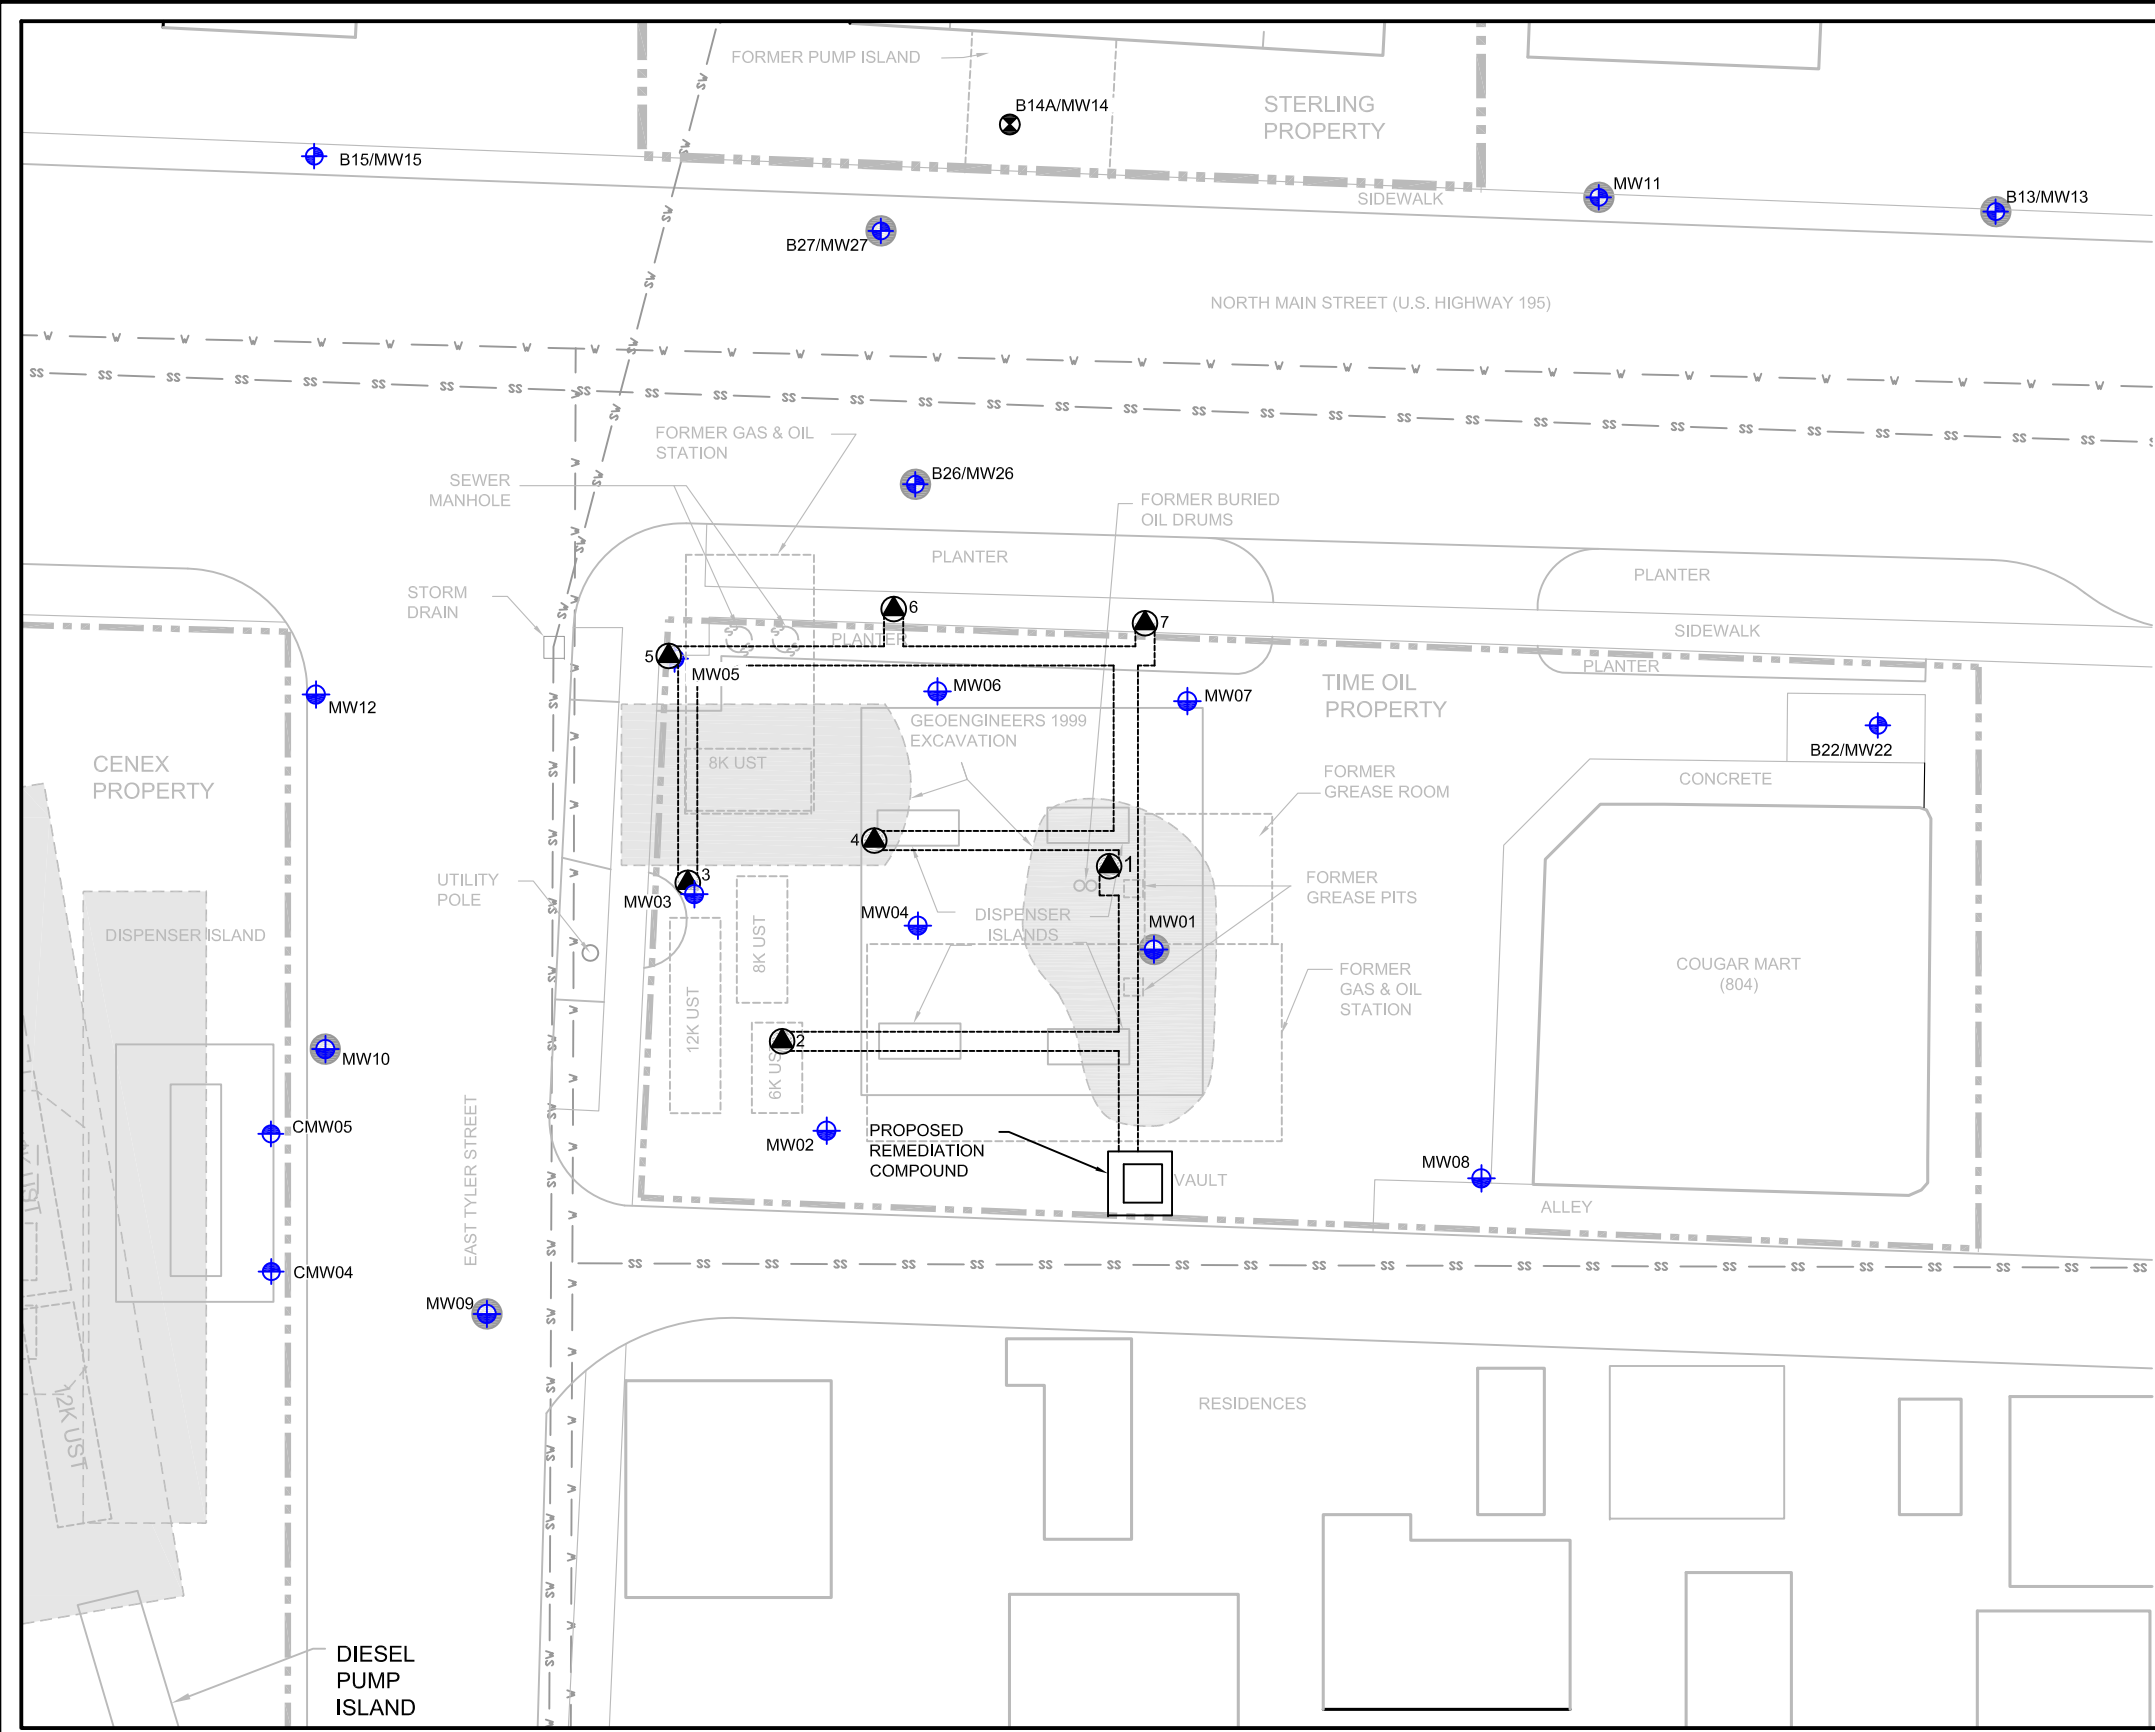 FORMER PUMP ISLAND
B14A/MW14
STERLING
PROPERTY
B15/MW15
MW11
B13/MW13
SIDEWALK
B27/MW27
NORTH MAIN STREET (U.S. HIGHWAY 195)
FORMER GAS & OIL
STATION
SEWER
MANHOLE
B26/MW26
FORMER BURIED
OIL DRUMS
PLANTER
PLANTER
STORM
DRAIN
6
7
PLANTER
SIDEWALK
5
MW05
PLANTER
MW06
MW07
TIME OIL
PROPERTY
MW12
GEOENGINEERS 1999
EXCAVATION
B22/MW22
CENEX
PROPERTY
8K UST
FORMER
GREASE ROOM
CONCRETE
4
1
UTILITY
POLE
3
MW03
FORMER
GREASE PITS
MW04
DISPENSER
ISLANDS
MW01
DISPENSER ISLAND
8K UST
FORMER
GAS & OIL
STATION
COUGAR MART
(804)
12K UST
2
6K UST
MW10
CMW05
EAST TYLER STREET
MW02
PROPOSED
REMEDIATION
COMPOUND
VAULT
MW08
ALLEY
CMW04
MW09
RESIDENCES
12K UST
DIESEL
PUMP
ISLAND